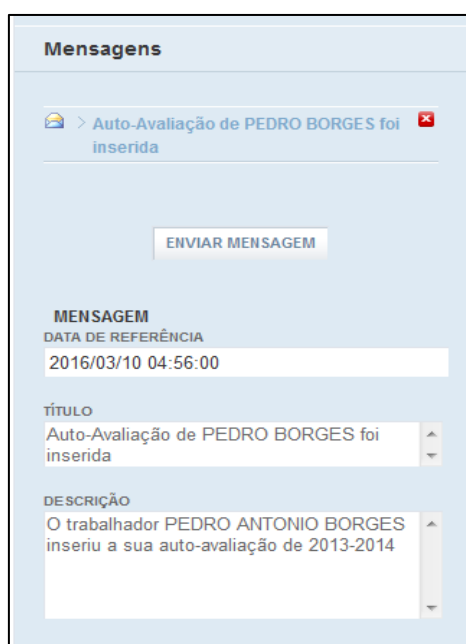 Mensagens
> Auto-Avaliação de PEDRO BORGES foi
inserida
ENVIAR MENSAGEM
MENSAGEM
DATA DE REFERÊNCIA
2016/03/10 04:56:00
TÍTULO
Auto-Avaliação de PEDRO BORGES foi
inserida
DESCRIÇÃO
O trabalhador PEDRO ANTONIO BORGES
inseriu a sua auto-avaliação de 2013-2014